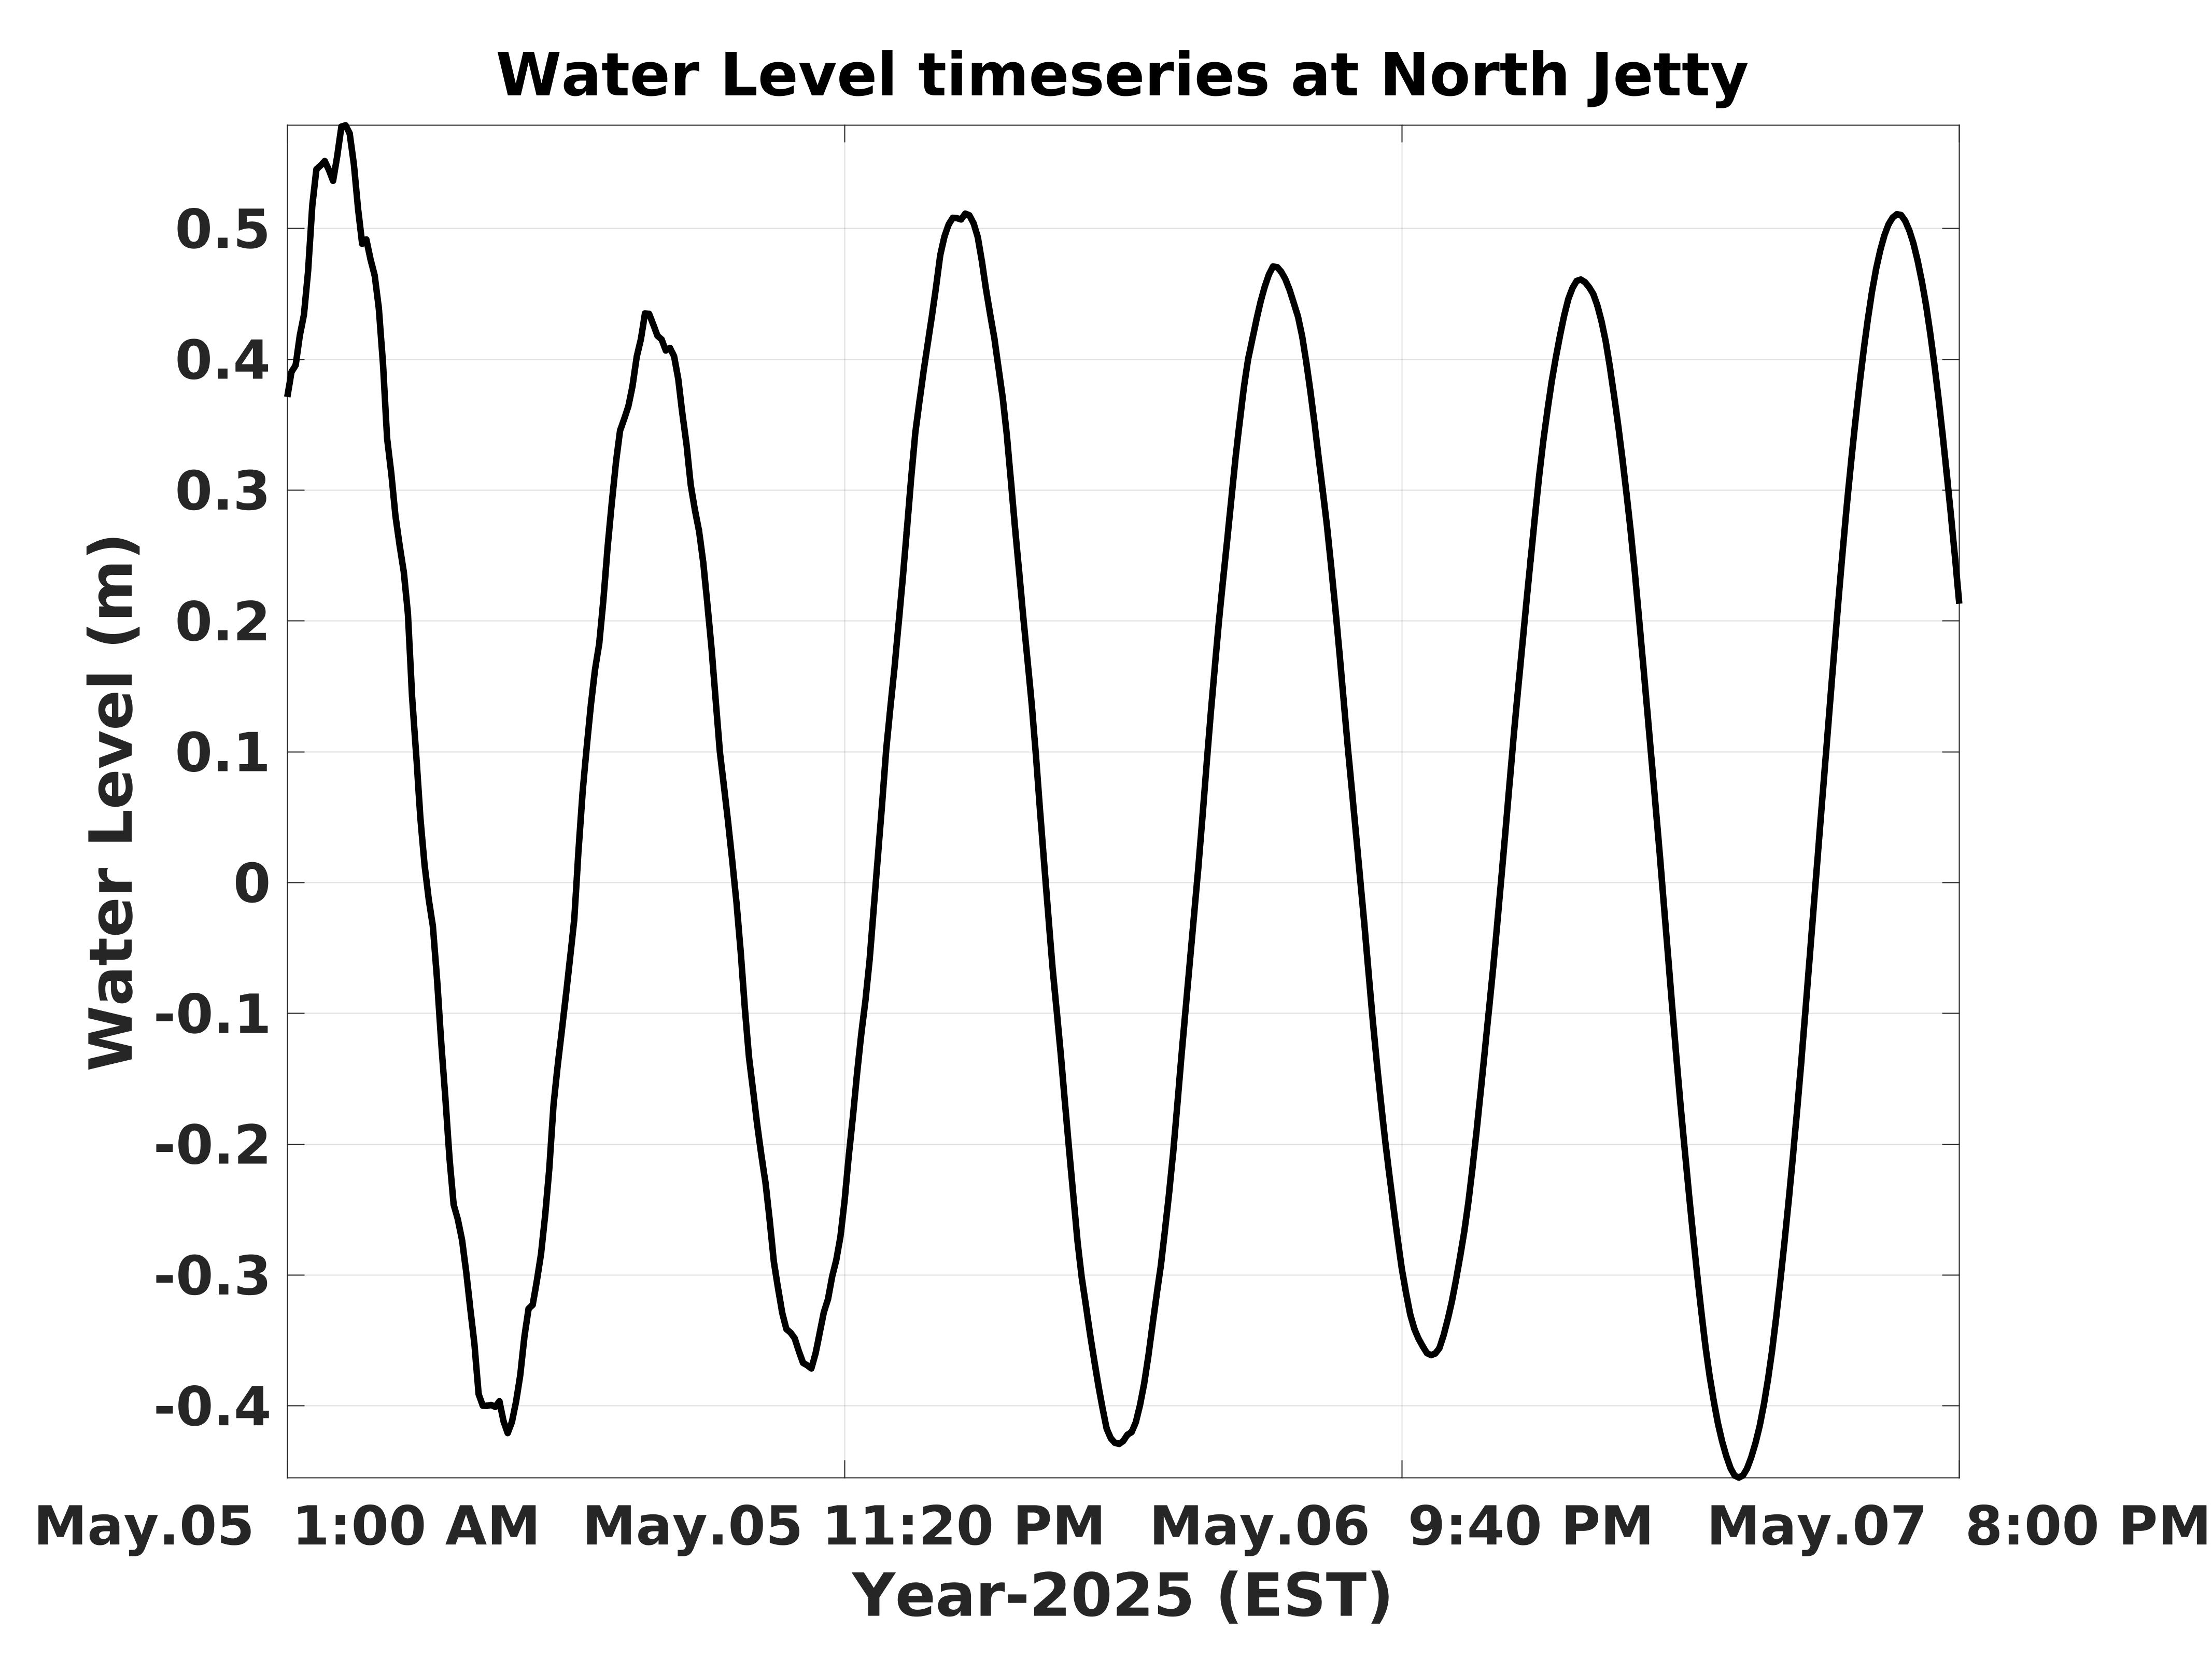 Water Level timeseries at North Jetty
Water Level (m)
0.5
0.4
0.3
0.2
0.1
0
-0.1
-0.2
-0.3
-0.4
May.05 1:00 AM May.05 11:20 PM May.06 9:40 PM May.07 8:00 PM
Year-2025 (EST)